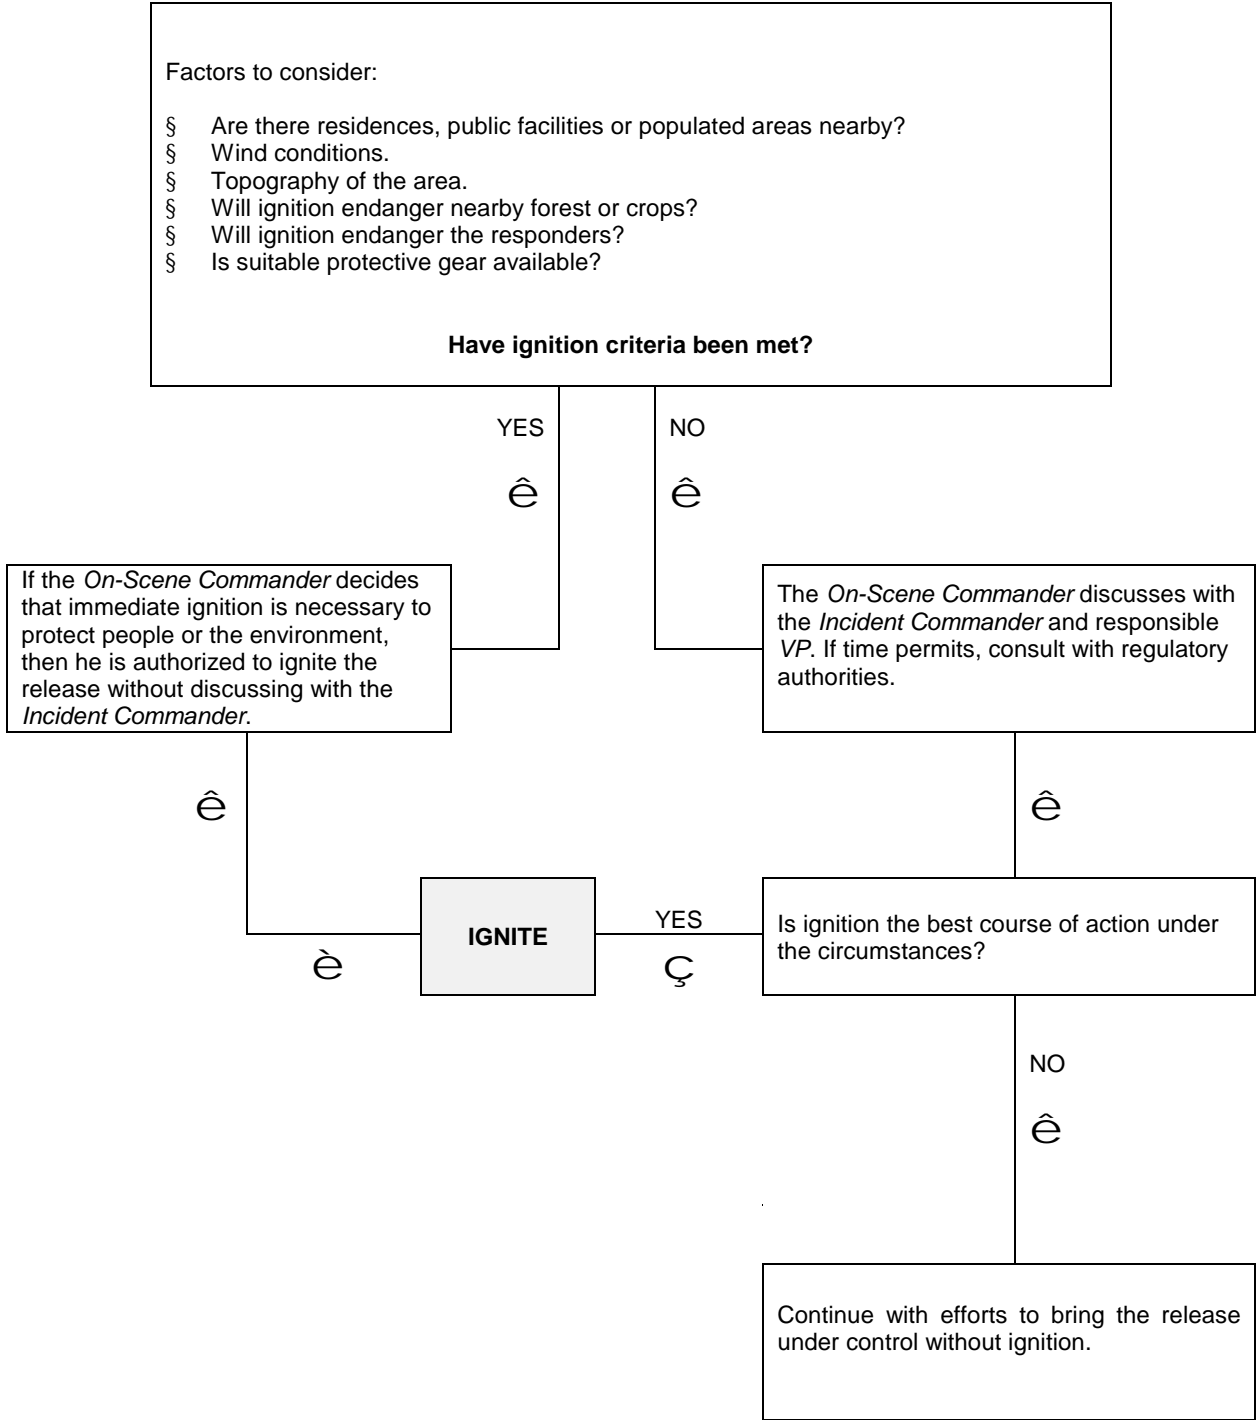 Factors to consider:
§ Are there residences, public facilities or populated areas nearby?
§ Wind conditions.
§ Topography of the area.
§ Will ignition endanger nearby forest or crops?
§ Will ignition endanger the responders?
§ Is suitable protective gear available?
Have ignition criteria been met?
YES
NO
ê
ê
If the On-Scene Commander decides
that immediate ignition is necessary to
protect people or the environment,
then he is authorized to ignite the
release without discussing with the
Incident Commander.
The On-Scene Commander discusses with
the Incident Commander and responsible
VP. If time permits, consult with regulatory
authorities.
ê
ê
è
IGNITE
YES
ç
Is ignition the best course of action under
the circumstances?
NO
ê
.
Continue with efforts to bring the release
under control without ignition.